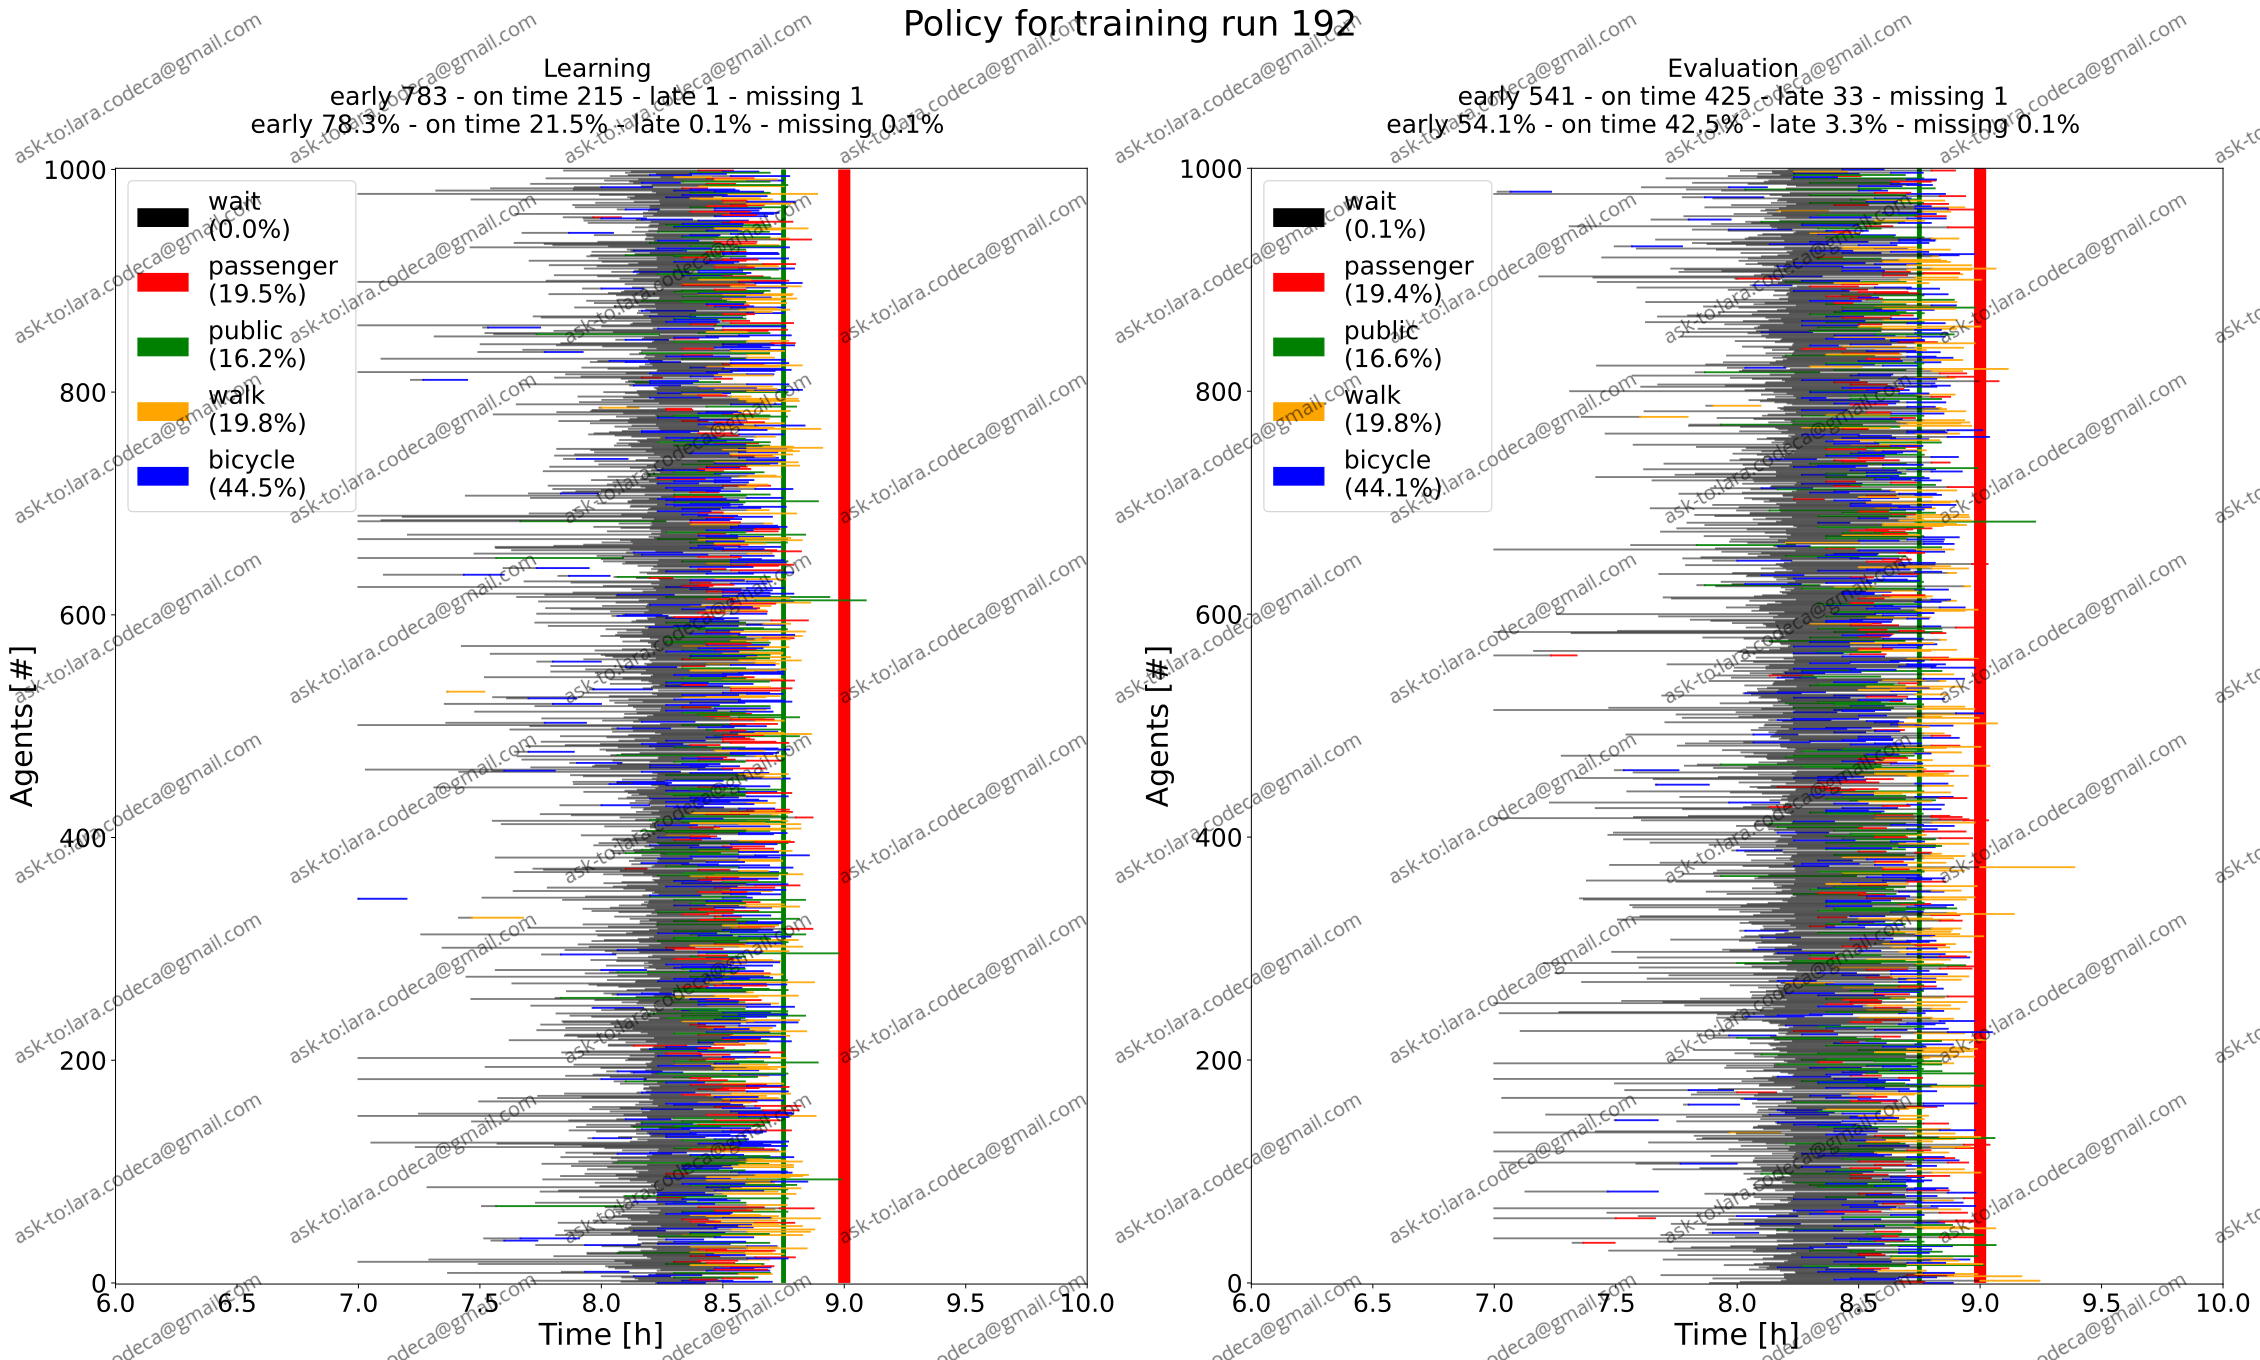 Policy for training run 192
Learning
early 783 - on time 215 - late 1 - missing 1
early 78.3% - on time 21.5% - late 0.1% - missing 0.1%
1000
800
600
400
200
0
Agents [#]
wait
(0.0%)
passenger
(19.5%)
public
(16.2%)
walk
(19.8%)
bicycle
(44.5%)
6.0 6.5 7.0 7.5 8.0 8.5 9.0 9.5 10.0
Time [h]
Evaluation
early 541 - on time 425 - late 33 - missing 1
early 54.1% - on time 42.5% - late 3.3% - missing 0.1%
1000
800
600
400
200
0
Agents [#]
wait
(0.1%)
passenger
(19.4%)
public
(16.6%)
walk
(19.8%)
bicycle
(44.1%)
6.0 6.5 7.0 7.5 8.0 8.5 9.0 9.5 10.0
Time [h]
ask-to:lara.codeca@gmail.com